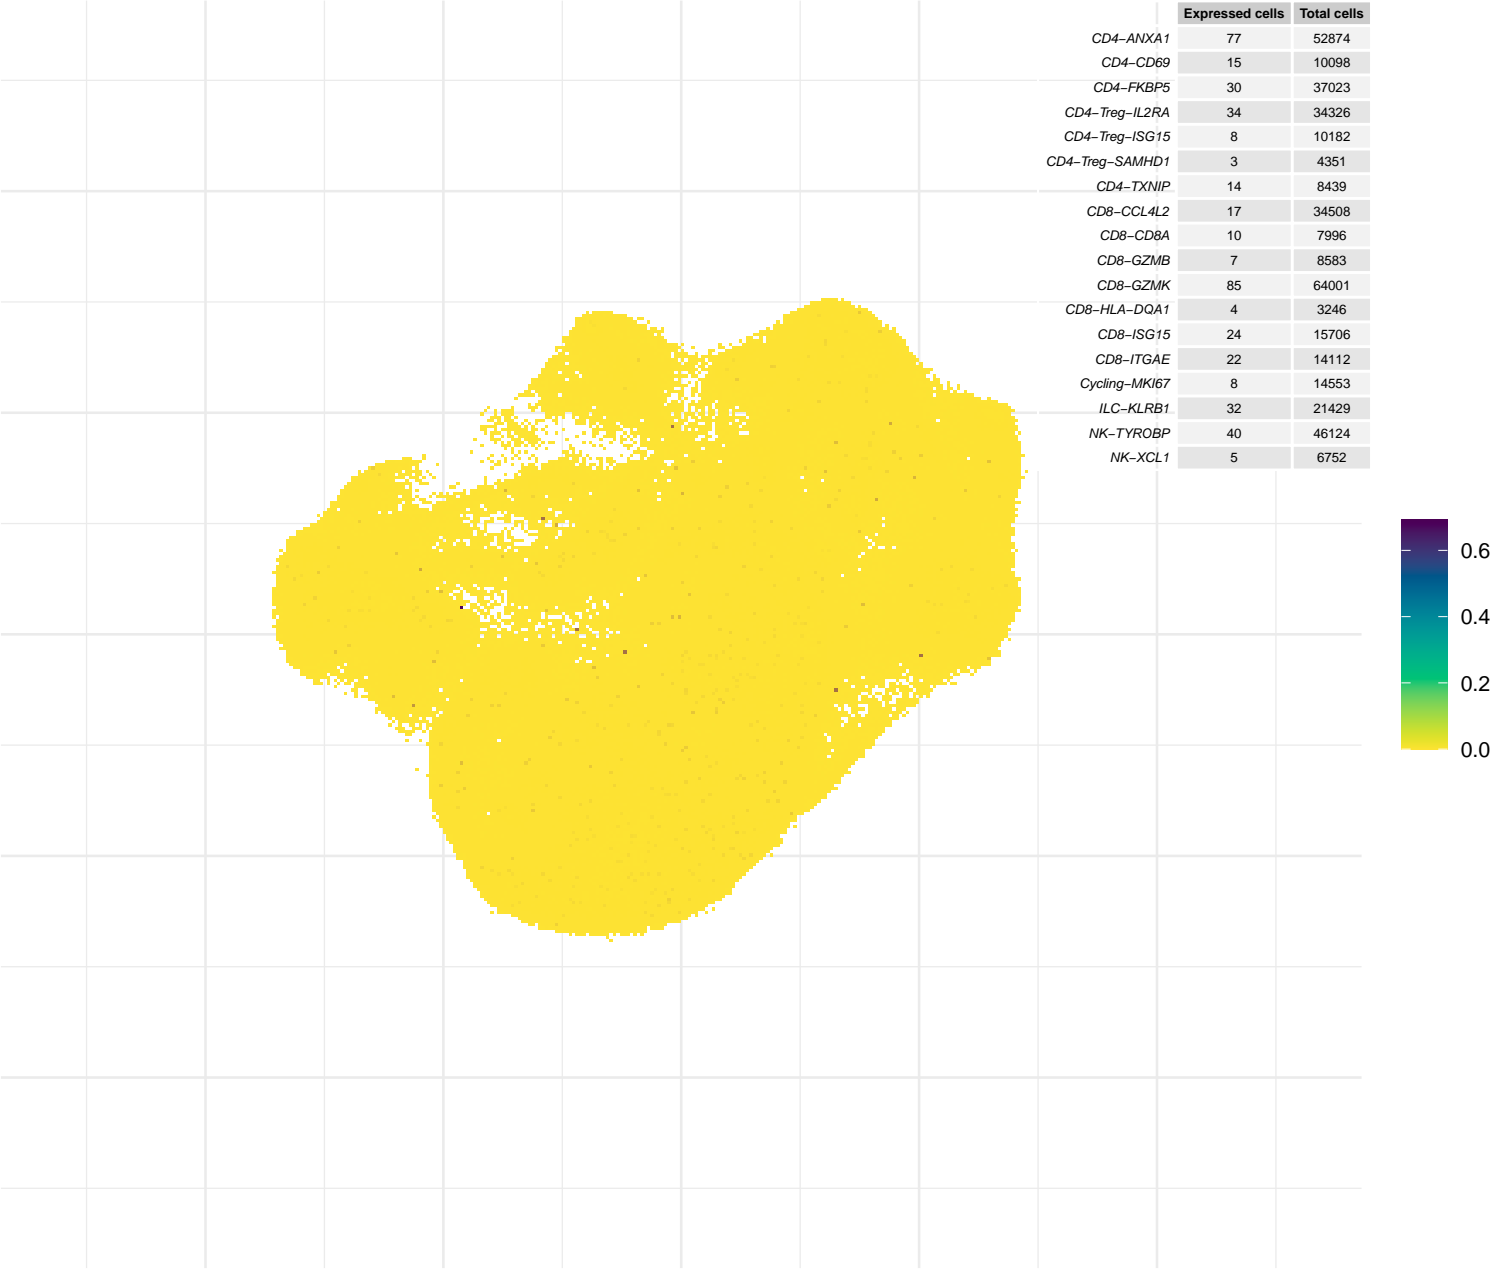 Expressed cells Total cells
CD4−ANXA1 77 52874
CD4−CD69 15 10098
CD4−FKBP5 30 37023
CD4−Treg−IL2RA 34 34326
CD4−Treg−ISG15 8 10182
CD4−Treg−SAMHD1 3 4351
CD4−TXNIP 14 8439
CD8−CCL4L2 17 34508
CD8−CD8A 10 7996
CD8−GZMB 7 8583
CD8−GZMK 85 64001
CD8−HLA−DQA1 4 3246
CD8−ISG15 24 15706
CD8−ITGAE 22 14112
Cycling−MKI67 8 14553
ILC−KLRB1 32 21429
NK−TYROBP 40 46124
NK−XCL1 5 6752
0.6
0.4
0.2
0.0